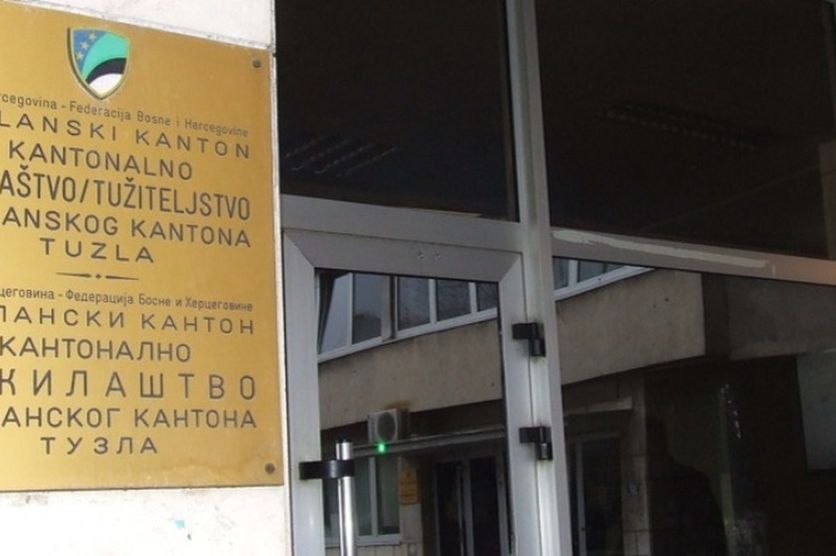 rcegovina - Federacija Bosne i Hercegovine
LANSKI KANTON
KANTONALNO
AŠTVO/TUŽITELJSTVO
ANSKOG KANTONA
TUZLA
цеговина - Федерација Босне и Херцеговине
ЛАНСКИ КАНТОН
КАНТОНАЛНО
ЖИЛАШТВО
АНСКОГ КАНТОНА
ТУЗЛА